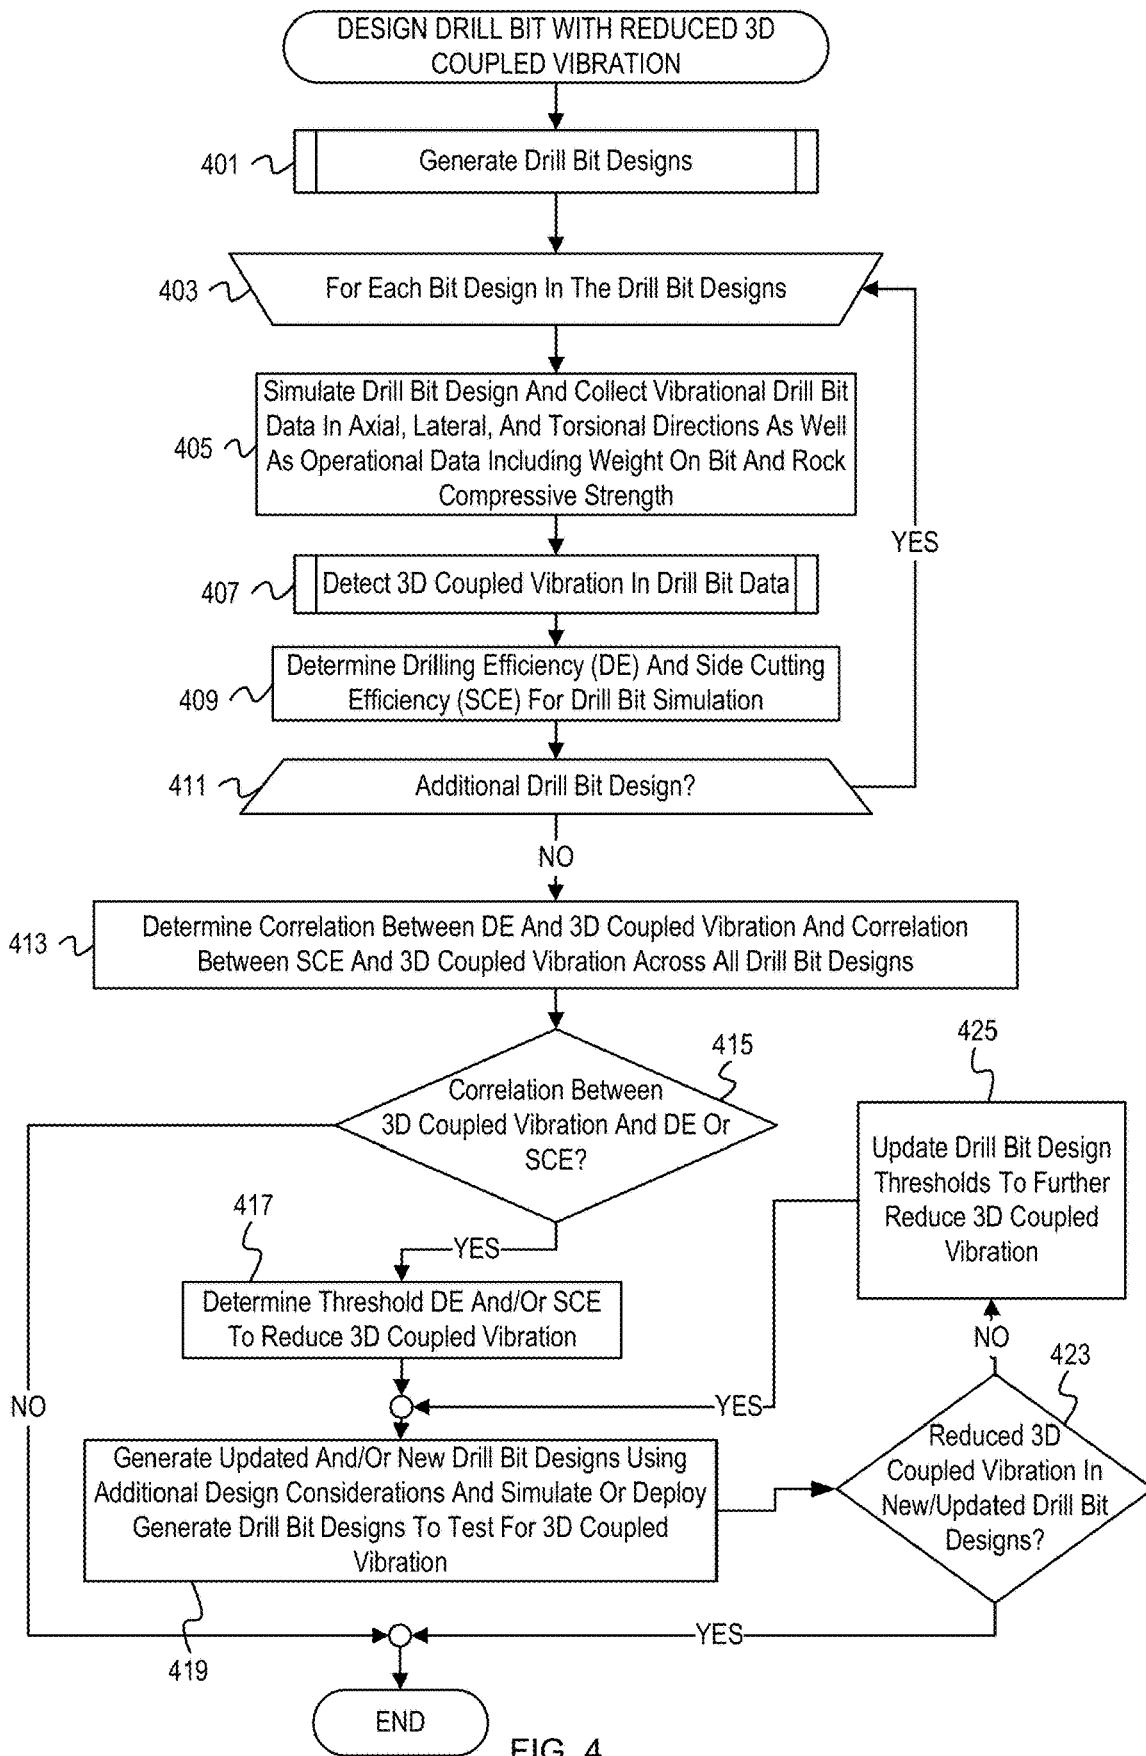 DESIGN DRILL BIT WITH REDUCED 3D
COUPLED VIBRATION
401
Generate Drill Bit Designs
403
For Each Bit Design In The Drill Bit Designs
405
Simulate Drill Bit Design And Collect Vibrational Drill Bit
Data In Axial, Lateral, And Torsional Directions As Well
As Operational Data Including Weight On Bit And Rock
Compressive Strength
YES
407
Detect 3D Coupled Vibration In Drill Bit Data
409
Determine Drilling Efficiency (DE) And Side Cutting
Efficiency (SCE) For Drill Bit Simulation
411
Additional Drill Bit Design?
NO
413
Determine Correlation Between DE And 3D Coupled Vibration And Correlation
Between SCE And 3D Coupled Vibration Across All Drill Bit Designs
415
Correlation Between
3D Coupled Vibration And DE Or
SCE?
425
Update Drill Bit Design
Thresholds To Further
Reduce 3D Coupled
Vibration
417
YES
Determine Threshold DE And/Or SCE
To Reduce 3D Coupled Vibration
NO
423
NO
YES
Generate Updated And/Or New Drill Bit Designs Using
Additional Design Considerations And Simulate Or Deploy
Generate Drill Bit Designs To Test For 3D Coupled
Vibration
Reduced 3D
Coupled Vibration In
New/Updated Drill Bit
Designs?
419
YES
END
FIG. 4